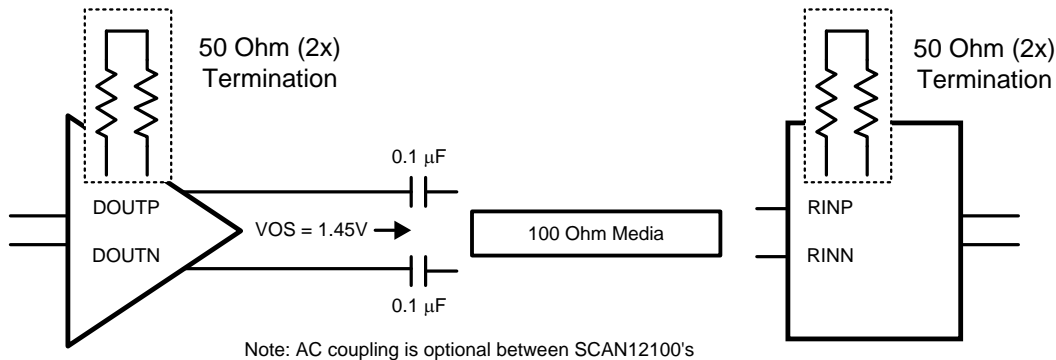 50 Ohm (2x)
Termination
50 Ohm (2x)
Termination
0.1 μF
DOUTP
RINP
VOS = 1.45V
100 Ohm Media
DOUTN
RINN
0.1 μF
Note: AC coupling is optional between SCAN12100's